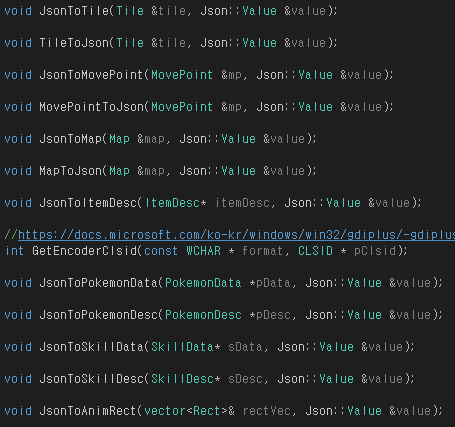 void JsonToTile(Tile &tile, Json::Value &value);
void TileToJson(Tile &tile, Json::Value &value);
void JsonToMovePoint(MovePoint &mp, Json::Value &value);
void MovePointToJson(MovePoint &mp, Json::Value &value);
void JsonToMap(Map &map, Json::Value &value);
void MapToJson(Map &map, Json::Value &value);
void JsonToItemDesc(ItemDesc* itemDesc, Json::Value &value);
//https://docs.microsoft.com/ko-kr/windows/win32/gdiplus/-gdiplus
int GetEncoderClsid(const WCHAR * format, CLSID * pClsid);
void JsonToPokemonData(PokemonData *pData, Json::Value &value);
void JsonToPokemonDesc(PokemonDesc *pDesc, Json::Value &value);
void JsonToSkillData(SkillData* sData, Json::Value &value);
void JsonToSkillDesc(SkillDesc* sDesc, Json::Value &value);
void JsonToAnimRect(vector<Rect>& rectVec, Json::Value &value);